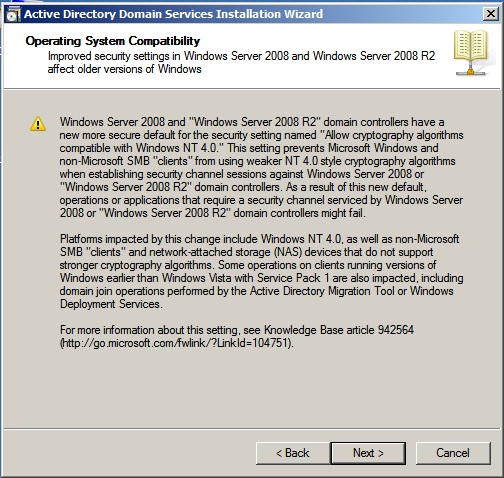 Active Directory Domain Services Installation Wizard
Operating System Compatibility
Improved security settings in Windows Server 2008 and Windows Server 2008 R2
affect older versions of Windows
Windows Server 2008 and "Windows Server 2008 R2" domain controllers have a
new more secure default for the security setting named "Allow cryptography algorithms
compatible with Windows NT 4.0." This setting prevents Microsoft Windows and
non-Microsoft SMB "clients" from using weaker NT 4.0 style cryptography algorithms
when establishing security channel sessions against Windows Server 2008 or
"Windows Server 2008 R2" domain controllers. As a result of this new default,
operations or applications that require a security channel serviced by Windows Server
2008 or "Windows Server 2008 R2" domain controllers might fail.
Platforms impacted by this change include Windows NT 4.0, as well as non-Microsoft
SMB "clients" and network-attached storage (NAS) devices that do not support
stronger cryptography algorithms. Some operations on clients running versions of
Windows earlier than Windows Vista with Service Pack 1 are also impacted, including
domain join operations performed by the Active Directory Migration Tool or Windows
Deployment Services.
For more information about this setting, see Knowledge Base article 942564
(http://go.microsoft.com/fwlink/?LinkId=104751).
< Back
Next >
Cancel